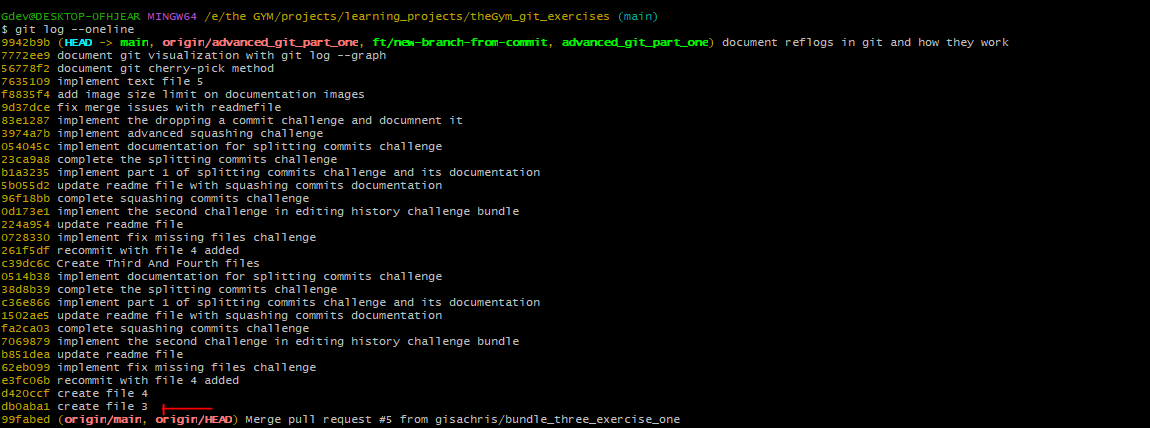 Gdev@DESKTOP-OFHJEAR MINGW64 /e/the GYM/projects/learning_projects/theGym_git_exercises (main)
$ git log --oneline
9942b9b (HEAD -> main, origin/advanced_git_part_one, ft/new-branch-from-commit, advanced_git_part_one) document reflogs in git and how they work
7772ee9 document git visualization with git log --graph
56778f2 document git cherry-pick method
7635109 implement text file 5
f8835f4 add image size limit on documentation images
9d37dce fix merge issues with readmefile
83e1287 implement the dropping a commit challenge and documnent it
3974a7b implement advanced squashing challenge
054045c implement documentation for splitting commits challenge
23ca9a8 complete the splitting commits challenge
b1a3235 implement part 1 of splitting commits challenge and its documentation
5b055d2 update readme file with squashing commits documentation
96f18bb complete squashing commits challenge
0d173e1 implement the second challenge in editing history challenge bundle
224a954 update readme file
0728330 implement fix missing files challenge
261f5df recommit with file 4 added
c39dc6c Create Third And Fourth files
0514b38 implement documentation for splitting commits challenge
38d8b39 complete the splitting commits challenge
c36e866 implement part 1 of splitting commits challenge and its documentation
1502ae5 update readme file with squashing commits documentation
fa2ca03 complete squashing commits challenge
7069879 implement the second challenge in editing history challenge bundle
b851dea update readme file
62eb099 implement fix missing files challenge
e3fc06b recommit with file 4 added
d420ccf create file 4
db0aba1 create file 3
99fabed (origin/main, origin/HEAD) Merge pull request #5 from gisachris/bundle_three_exercise_one